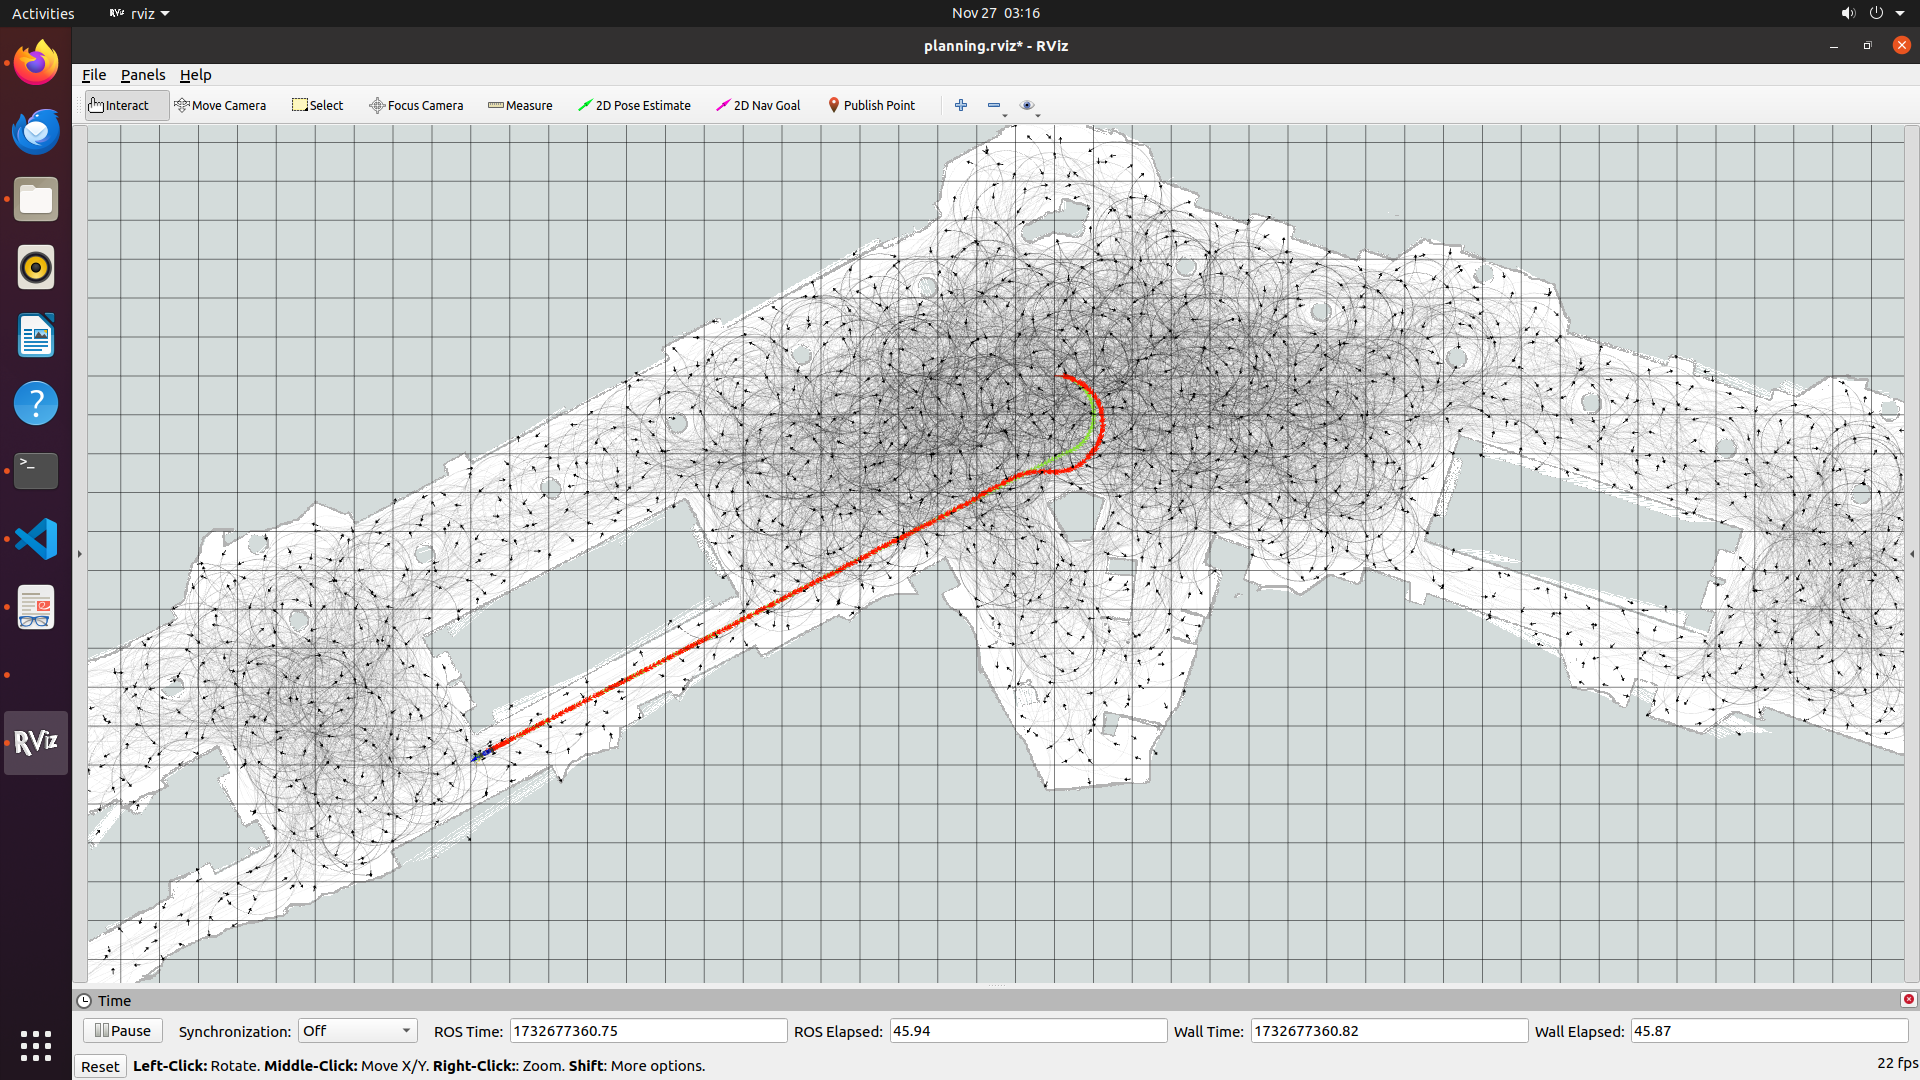 Activities RViz rviz Nov 27 03:16
planning.rviz* - RViz
File Panels Help
Interact Move Camera Select Focus Camera Measure 2D Pose Estimate 2D Nav Goal Publish Point
?
>_
RViz
Time
Pause Synchronization: Off ROS Time: 1732677360.75 ROS Elapsed: 45.94 Wall Time: 1732677360.82 Wall Elapsed: 45.87
Reset Left-Click: Rotate. Middle-Click: Move X/Y. Right-Click:: Zoom. Shift: More options. 22 fps